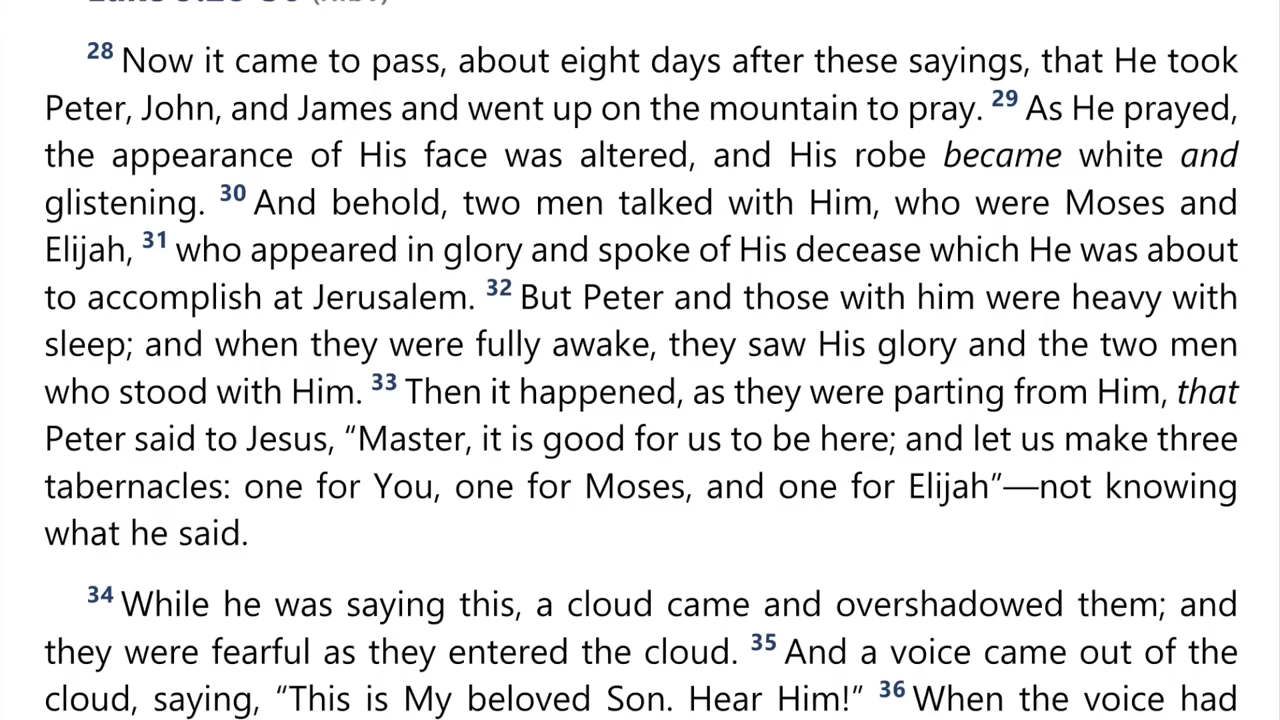 28 Now it came to pass, about eight days after these sayings, that He took
Peter, John, and James and went up on the mountain to pray. 29 As He prayed,
the appearance of His face was altered, and His robe became white and
glistening. 30 And behold, two men talked with Him, who were Moses and
Elijah, 31 who appeared in glory and spoke of His decease which He was about
to accomplish at Jerusalem. 32 But Peter and those with him were heavy with
sleep; and when they were fully awake, they saw His glory and the two men
who stood with Him. 33 Then it happened, as they were parting from Him, that
Peter said to Jesus, “Master, it is good for us to be here; and let us make three
tabernacles: one for You, one for Moses, and one for Elijah”—not knowing
what he said.
34 While he was saying this, a cloud came and overshadowed them; and
they were fearful as they entered the cloud. 35 And a voice came out of the
cloud, saying, “This is My beloved Son. Hear Him!” 36 When the voice had